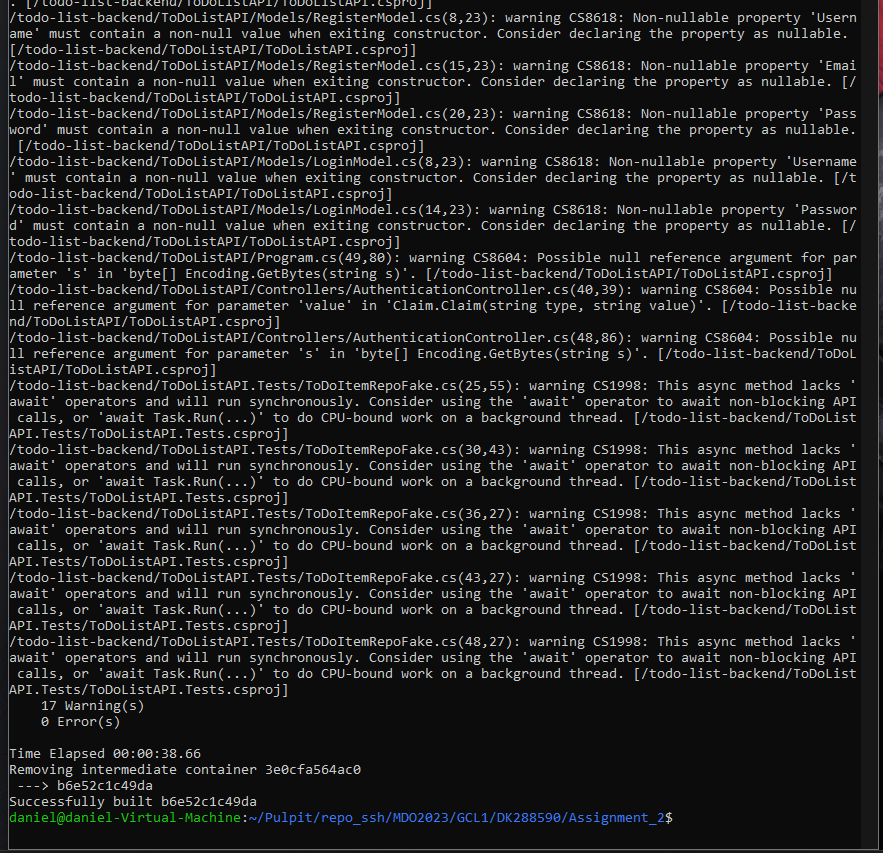 . [/todo-list-backend/ToDoListAPI/ToDoListAPI.csproj]
/todo-list-backend/ToDoListAPI/Models/RegisterModel.cs(8,23): warning CS8618: Non-nullable property 'Usern
ame' must contain a non-null value when exiting constructor. Consider declaring the property as nullable.
[/todo-list-backend/ToDoListAPI/ToDoListAPI.csproj]
/todo-list-backend/ToDoListAPI/Models/RegisterModel.cs(15,23): warning CS8618: Non-nullable property 'Emai
l' must contain a non-null value when exiting constructor. Consider declaring the property as nullable. [/
todo-list-backend/ToDoListAPI/ToDoListAPI.csproj]
/todo-list-backend/ToDoListAPI/Models/RegisterModel.cs(20,23): warning CS8618: Non-nullable property 'Pass
word' must contain a non-null value when exiting constructor. Consider declaring the property as nullable.
 [/todo-list-backend/ToDoListAPI/ToDoListAPI.csproj]
/todo-list-backend/ToDoListAPI/Models/LoginModel.cs(8,23): warning CS8618: Non-nullable property 'Username
' must contain a non-null value when exiting constructor. Consider declaring the property as nullable. [/t
odo-list-backend/ToDoListAPI/ToDoListAPI.csproj]
/todo-list-backend/ToDoListAPI/Models/LoginModel.cs(14,23): warning CS8618: Non-nullable property 'Passwor
d' must contain a non-null value when exiting constructor. Consider declaring the property as nullable. [/
todo-list-backend/ToDoListAPI/ToDoListAPI.csproj]
/todo-list-backend/ToDoListAPI/Program.cs(49,80): warning CS8604: Possible null reference argument for par
ameter 's' in 'byte[] Encoding.GetBytes(string s)'. [/todo-list-backend/ToDoListAPI/ToDoListAPI.csproj]
/todo-list-backend/ToDoListAPI/Controllers/AuthenticationController.cs(40,39): warning CS8604: Possible nu
ll reference argument for parameter 'value' in 'Claim.Claim(string type, string value)'. [/todo-list-backe
nd/ToDoListAPI/ToDoListAPI.csproj]
/todo-list-backend/ToDoListAPI/Controllers/AuthenticationController.cs(48,86): warning CS8604: Possible nu
ll reference argument for parameter 's' in 'byte[] Encoding.GetBytes(string s)'. [/todo-list-backend/ToDoL
istAPI/ToDoListAPI.csproj]
/todo-list-backend/ToDoListAPI.Tests/ToDoItemRepoFake.cs(25,55): warning CS1998: This async method lacks '
await' operators and will run synchronously. Consider using the 'await' operator to await non-blocking API
 calls, or 'await Task.Run(...)' to do CPU-bound work on a background thread. [/todo-list-backend/ToDoList
API.Tests/ToDoListAPI.Tests.csproj]
/todo-list-backend/ToDoListAPI.Tests/ToDoItemRepoFake.cs(30,43): warning CS1998: This async method lacks '
await' operators and will run synchronously. Consider using the 'await' operator to await non-blocking API
 calls, or 'await Task.Run(...)' to do CPU-bound work on a background thread. [/todo-list-backend/ToDoList
API.Tests/ToDoListAPI.Tests.csproj]
/todo-list-backend/ToDoListAPI.Tests/ToDoItemRepoFake.cs(36,27): warning CS1998: This async method lacks '
await' operators and will run synchronously. Consider using the 'await' operator to await non-blocking API
 calls, or 'await Task.Run(...)' to do CPU-bound work on a background thread. [/todo-list-backend/ToDoList
API.Tests/ToDoListAPI.Tests.csproj]
/todo-list-backend/ToDoListAPI.Tests/ToDoItemRepoFake.cs(43,27): warning CS1998: This async method lacks '
await' operators and will run synchronously. Consider using the 'await' operator to await non-blocking API
 calls, or 'await Task.Run(...)' to do CPU-bound work on a background thread. [/todo-list-backend/ToDoList
API.Tests/ToDoListAPI.Tests.csproj]
/todo-list-backend/ToDoListAPI.Tests/ToDoItemRepoFake.cs(48,27): warning CS1998: This async method lacks '
await' operators and will run synchronously. Consider using the 'await' operator to await non-blocking API
 calls, or 'await Task.Run(...)' to do CPU-bound work on a background thread. [/todo-list-backend/ToDoList
API.Tests/ToDoListAPI.Tests.csproj]
    17 Warning(s)
    0 Error(s)

Time Elapsed 00:00:38.66
Removing intermediate container 3e0cfa564ac0
 ---> b6e52c1c49da
Successfully built b6e52c1c49da
daniel@daniel-Virtual-Machine:~/Pulpit/repo_ssh/MDO2023/GCL1/DK288590/Assignment_2$